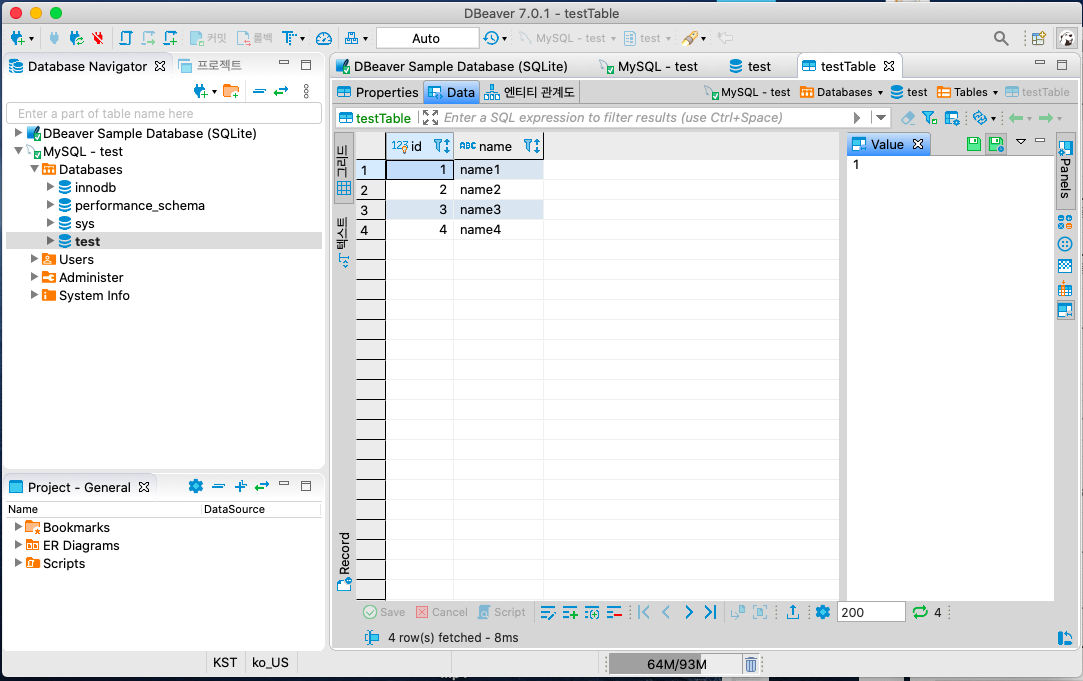 DBeaver 7.0.1 - testTable
커밋
롤백
Auto
MySQL - test
test
Database Navigator
프로젝트
Enter a part of table name here
DBeaver Sample Database (SQLite)
MySQL - test
Databases
innodb
performance_schema
sys
test
Users
Administer
System Info
Project - General
Name DataSource
Bookmarks
ER Diagrams
Scripts
DBeaver Sample Database (SQLite) MySQL - test test testTable
Properties Data 엔티티 관계도 MySQL - test Databases test Tables testTable
testTable Enter a SQL expression to filter results (use Ctrl+Space)
그리드
텍스트
Record
123 id ABC name
1 1 name1
2 2 name2
3 3 name3
4 4 name4
Value
1
Panels
Save Cancel Script 200 4
4 row(s) fetched - 8ms
KST ko_US 64M/93M